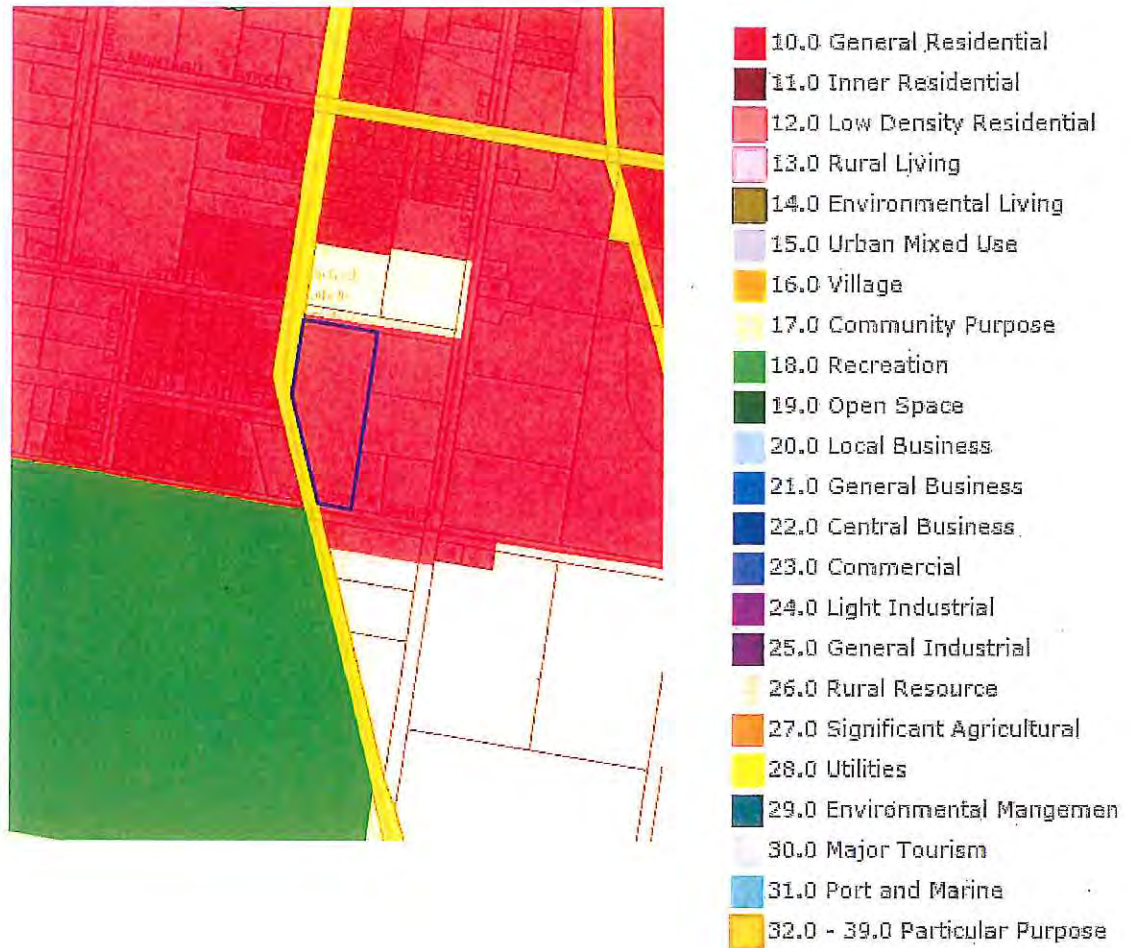 10.0 General Residential
11.0 Inner Residential
12.0 Low Density Residential
13.0 Rural Living
14.0 Environmental Living
15.0 Urban Mixed Use
16.0 Village
17.0 Community Purpose
18.0 Recreation
19.0 Open Space
20.0 Local Business
21.0 General Business
22.0 Central Business
23.0 Commercial
24.0 Light Industrial
25.0 General Industrial
26.0 Rural Resource
27.0 Significant Agricultural
28.0 Utilities
29.0 Environmental Mangemen
30.0 Major Tourism
31.0 Port and Marine
32.0 - 39.0 Particular Purpose